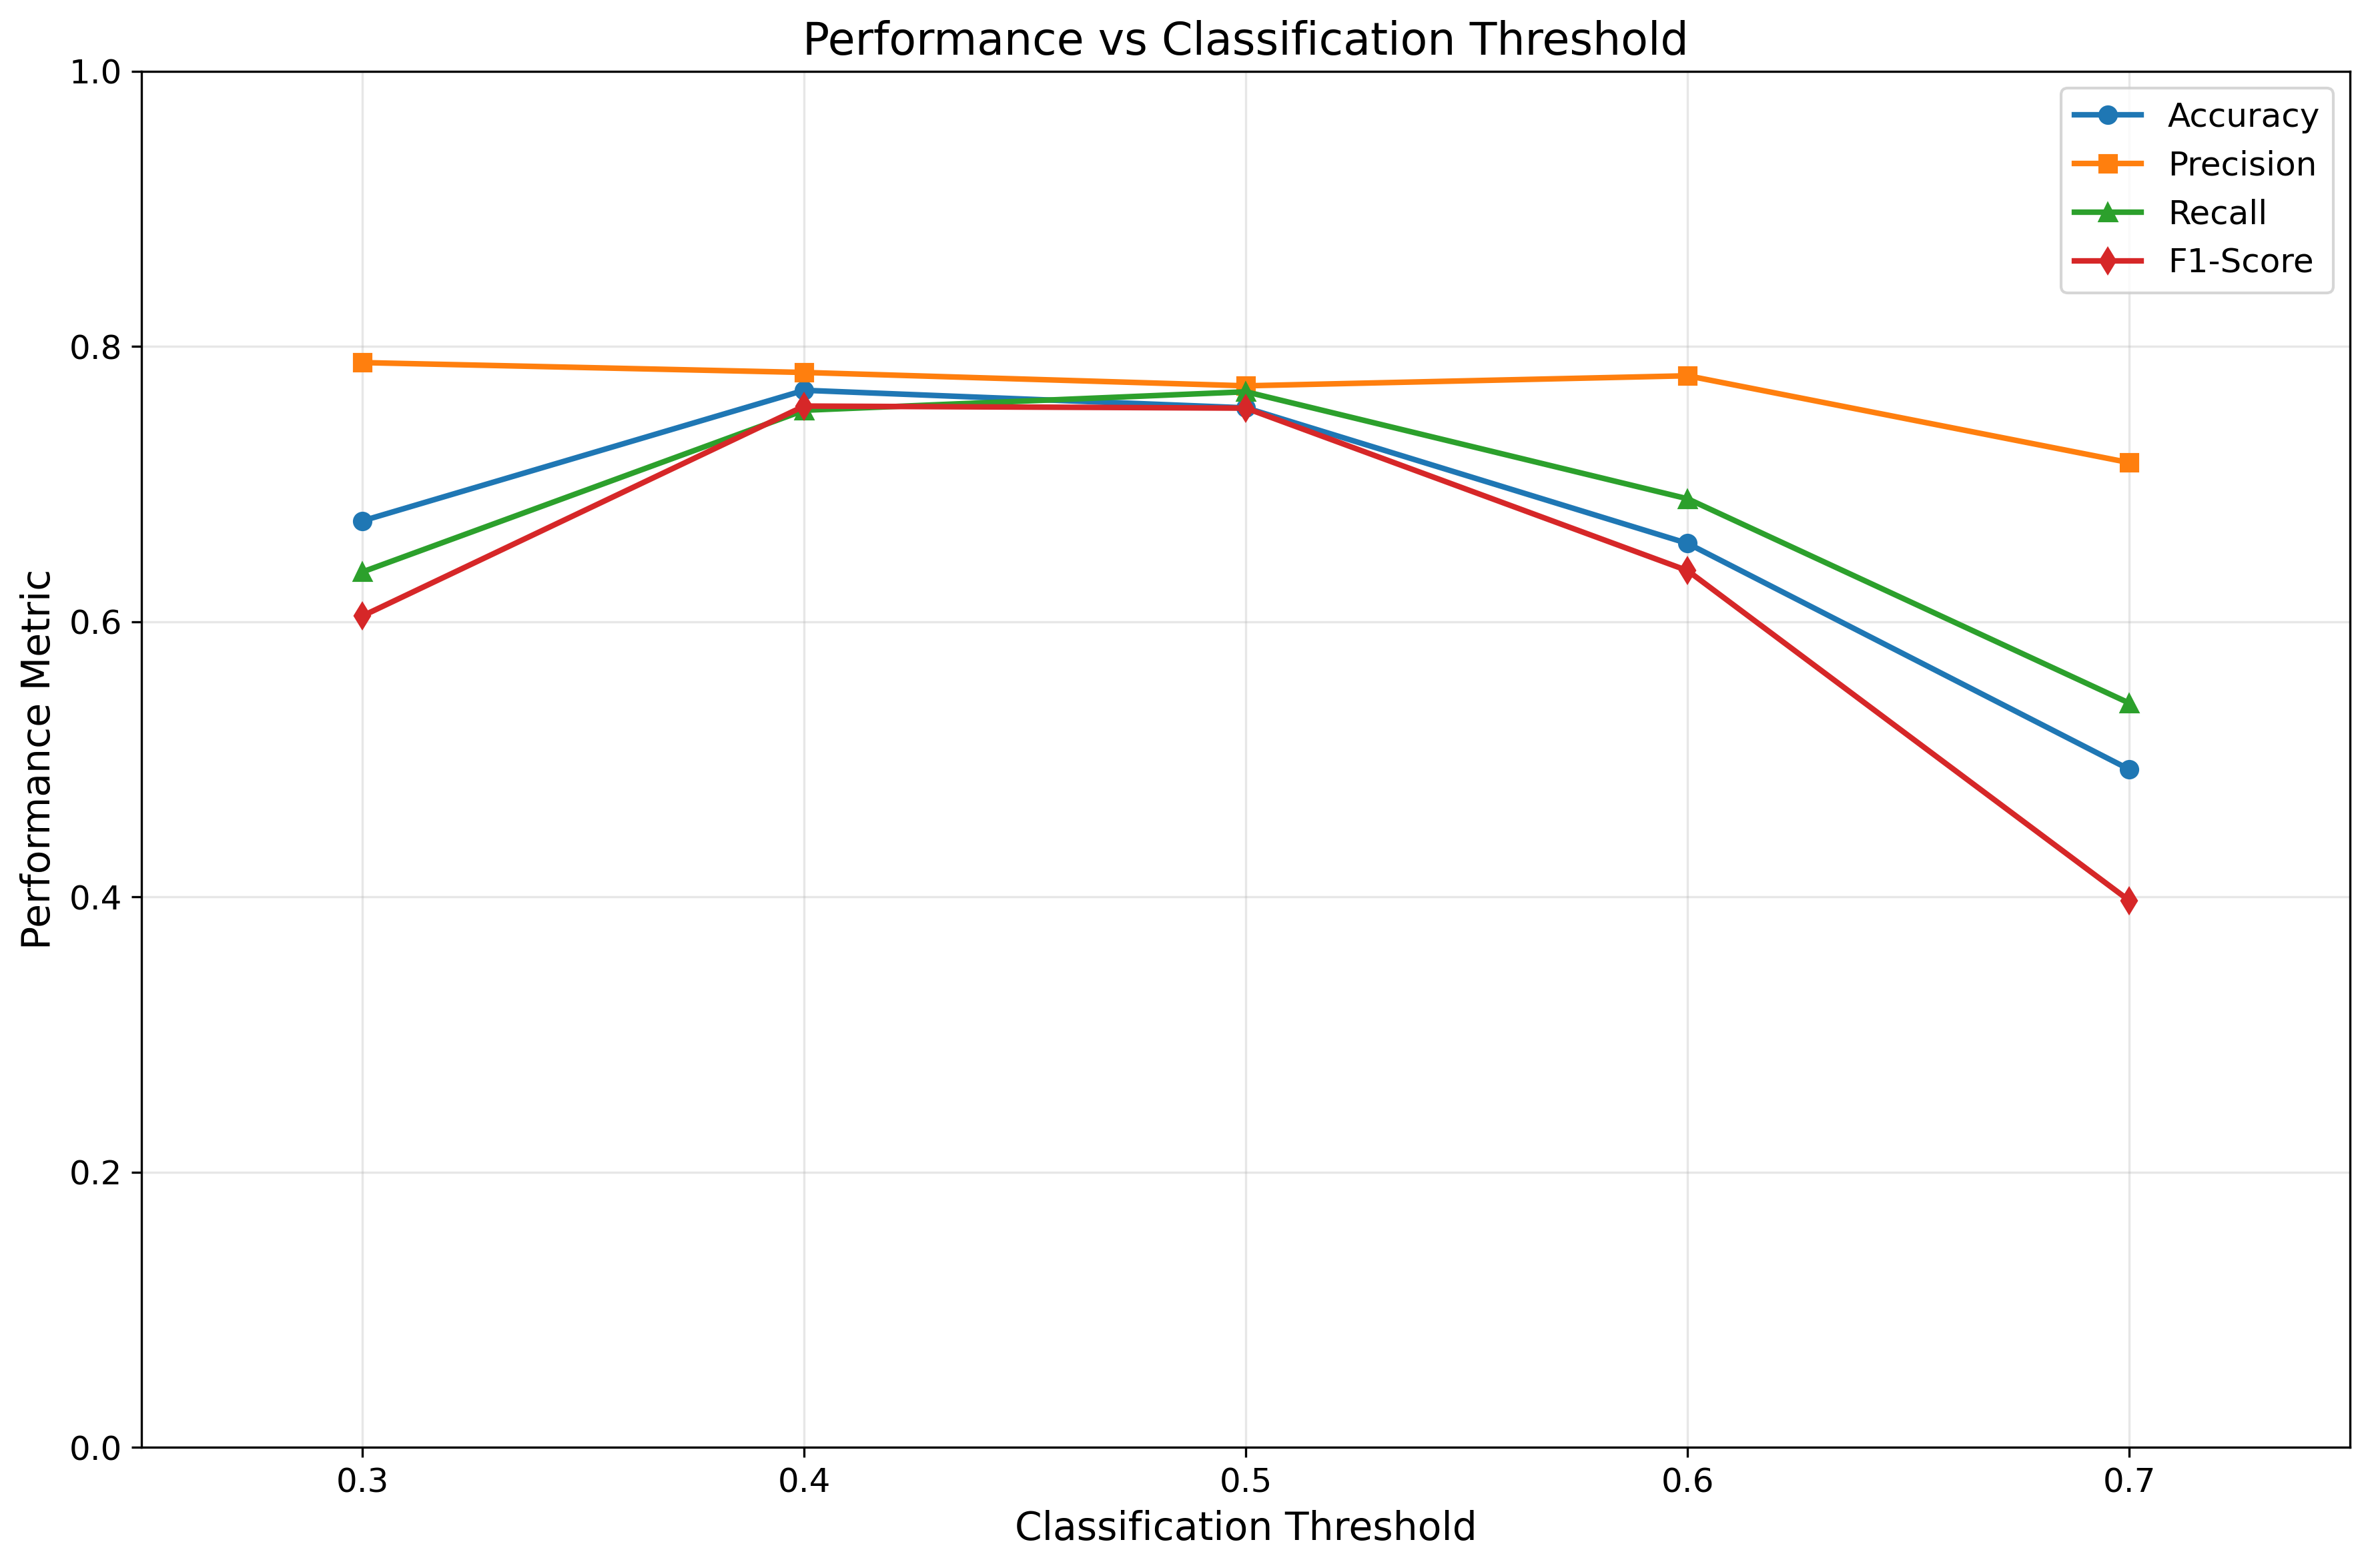 Performance vs Classification Threshold
1.0
0.8
0.6
0.4
0.2
0.0
Performance Metric
Accuracy
Precision
Recall
F1-Score
0.3
0.4
0.5
0.6
0.7
Classification Threshold